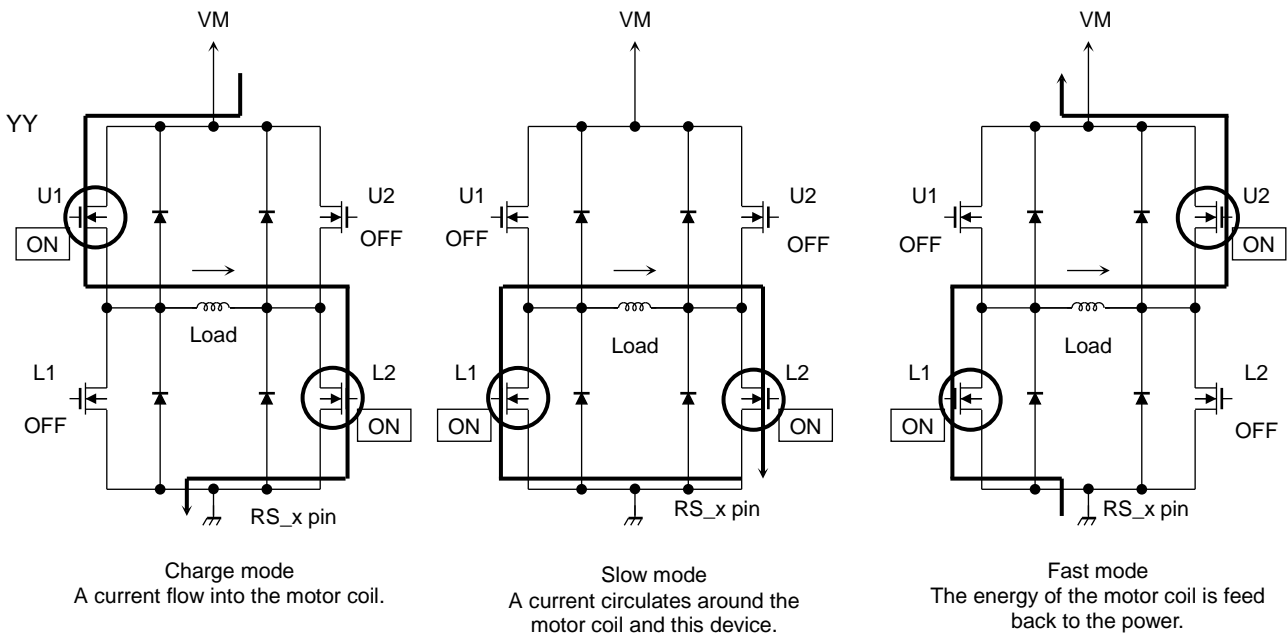 VM
YY
U1
ON
U2
OFF
Load
L1
OFF
L2
ON
RS_x pin
Charge mode
A current flow into the motor coil.
VM
U1
OFF
U2
OFF
Load
L1
ON
L2
ON
RS_x pin
Slow mode
A current circulates around the
motor coil and this device.
VM
U1
OFF
U2
ON
Load
L1
ON
L2
OFF
RS_x pin
Fast mode
The energy of the motor coil is feed
back to the power.